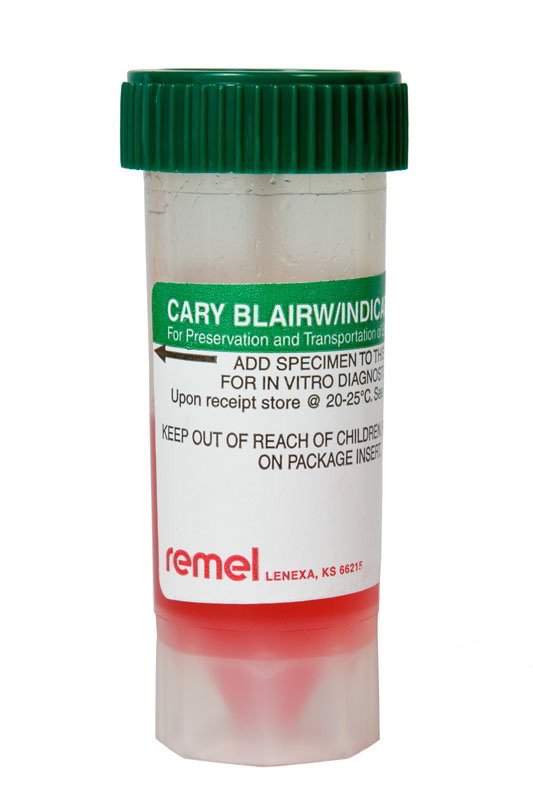 CARY BLAIRW/INDICA
For Preservation and Transportation of
ADD SPECIMEN TO
FOR IN VITRO DIAGNOST
Upon receipt store @ 20-25°C. See
KEEP OUT OF REACH OF CHILDREN
ON PACKAGE INSERT
remel LENEXA, KS 66215